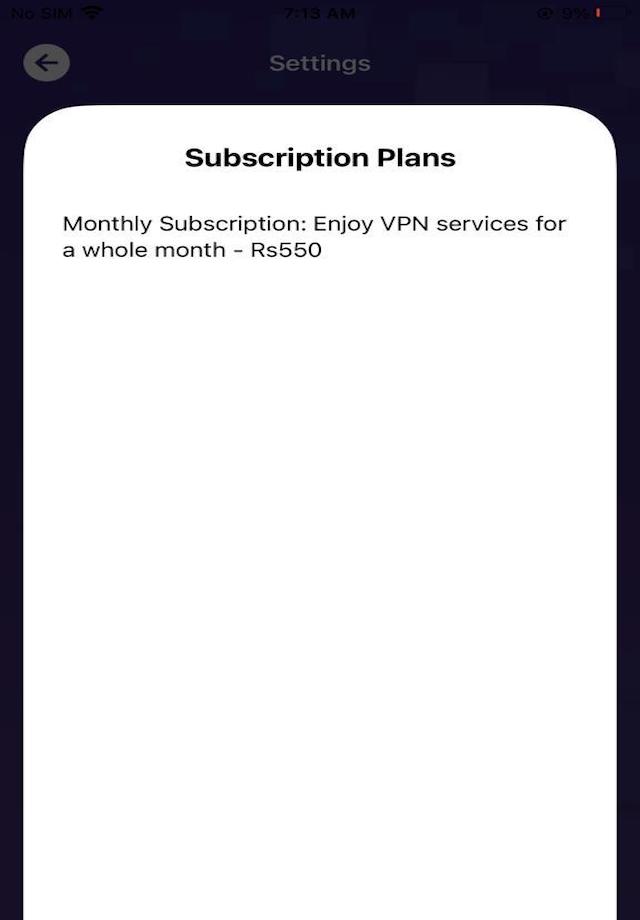 No SIM 7:13 AM 9%
Settings
Subscription Plans
Monthly Subscription: Enjoy VPN services for
a whole month - Rs550